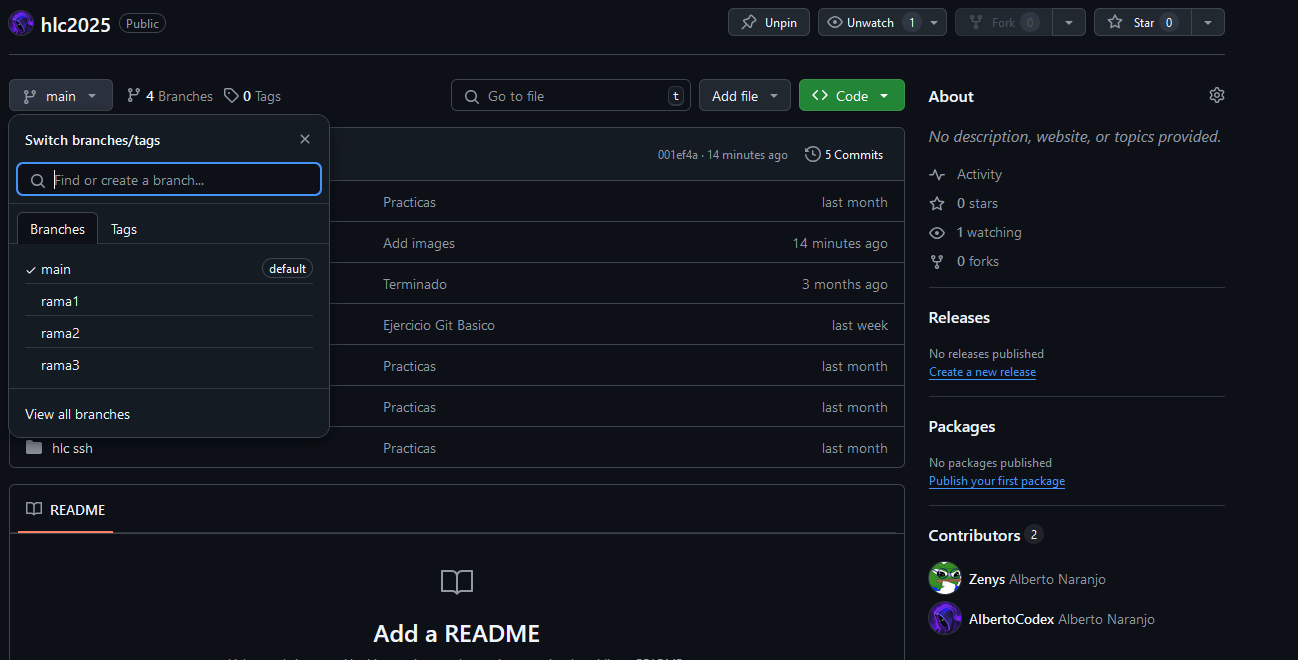 hlc2025 Public
Unpin
Unwatch 1
Fork 0
Star 0
main
4 Branches
0 Tags
Go to file t
Add file
Code
Switch branches/tags
Find or create a branch...
Branches Tags
main default
rama1
rama2
rama3
View all branches
001ef4a · 14 minutes ago 5 Commits
Practicas last month
Add images 14 minutes ago
Terminado 3 months ago
Ejercicio Git Basico last week
Practicas last month
Practicas last month
hlc ssh Practicas last month
README
Add a README
About
No description, website, or topics provided.
Activity
0 stars
1 watching
0 forks
Releases
No releases published
Create a new release
Packages
No packages published
Publish your first package
Contributors 2
Zenys Alberto Naranjo
AlbertoCodex Alberto Naranjo